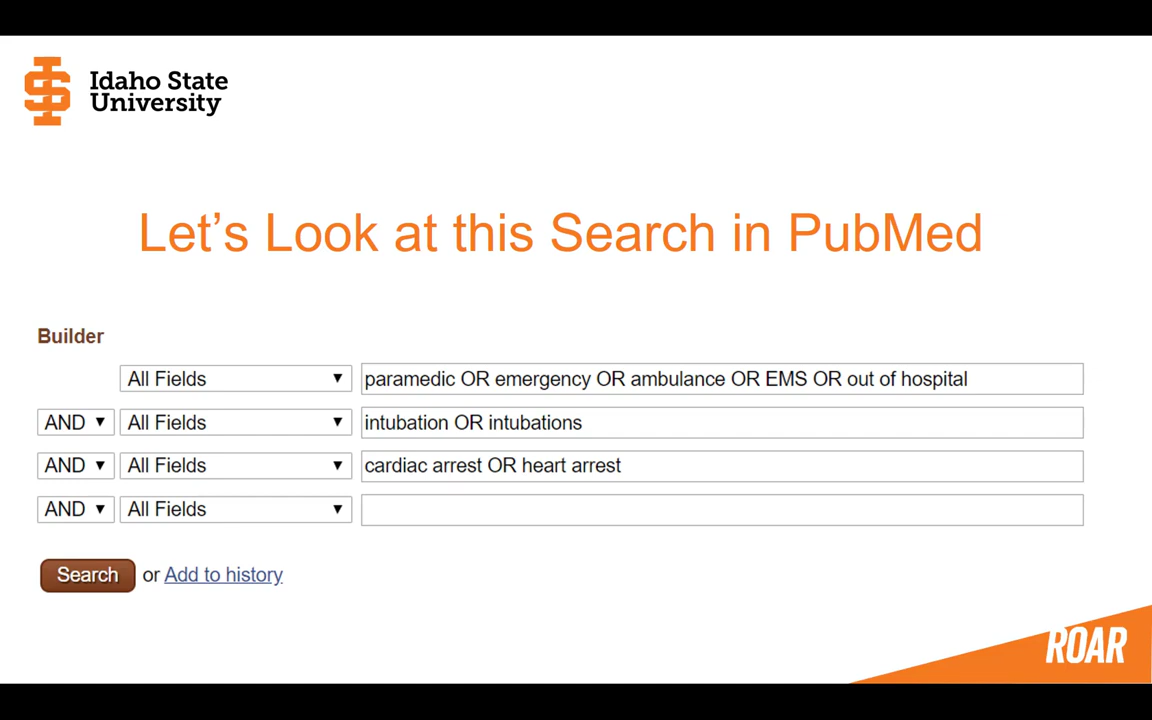 Idaho State
University
Let's Look at this Search in PubMed
Builder
All Fields paramedic OR emergency OR ambulance OR EMS OR out of hospital
AND All Fields intubation OR intubations
AND All Fields cardiac arrest OR heart arrest
AND All Fields
Search or Add to history
ROAR